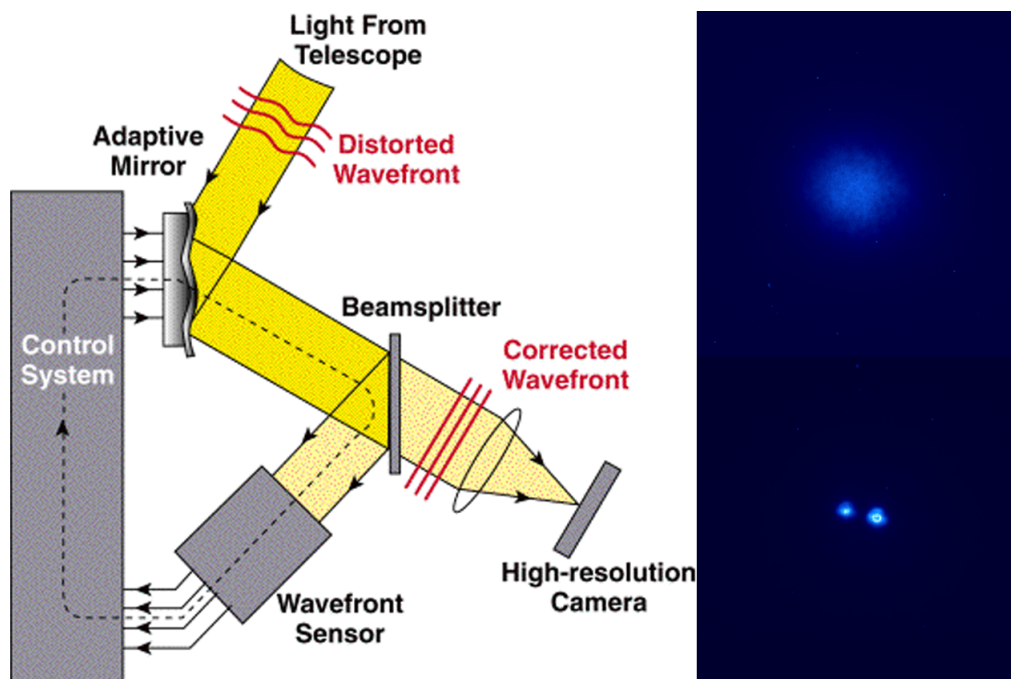 Light From
Telescope
Adaptive
Mirror
Distorted
Wavefront
Beamsplitter
Control
System
Corrected
Wavefront
High-resolution
Camera
Wavefront
Sensor